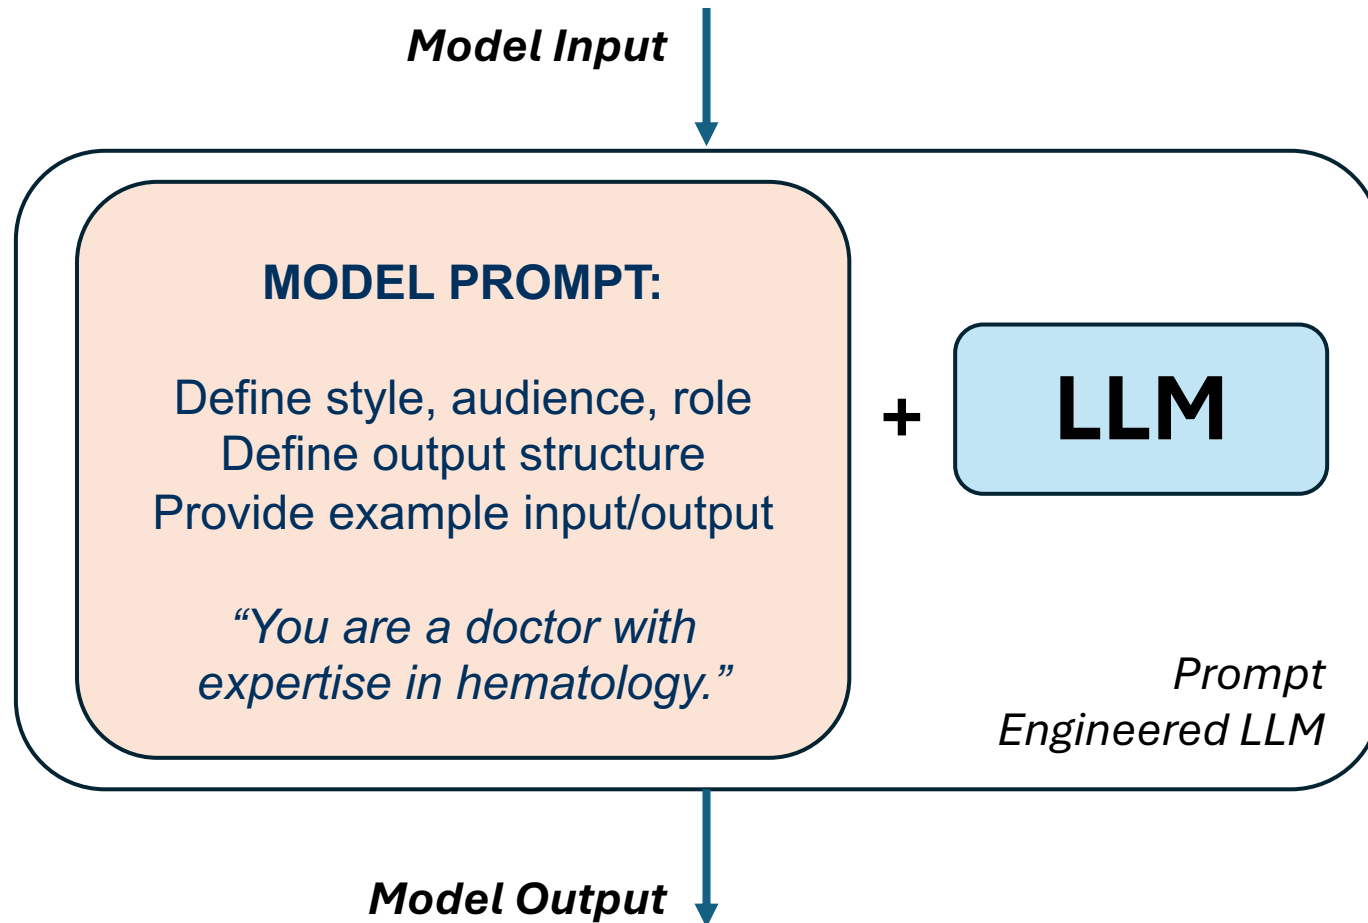 Model Input
MODEL PROMPT:
Define style, audience, role
Define output structure
Provide example input/output
“You are a doctor with
expertise in hematology.”
+
LLM
Prompt
Engineered LLM
Model Output